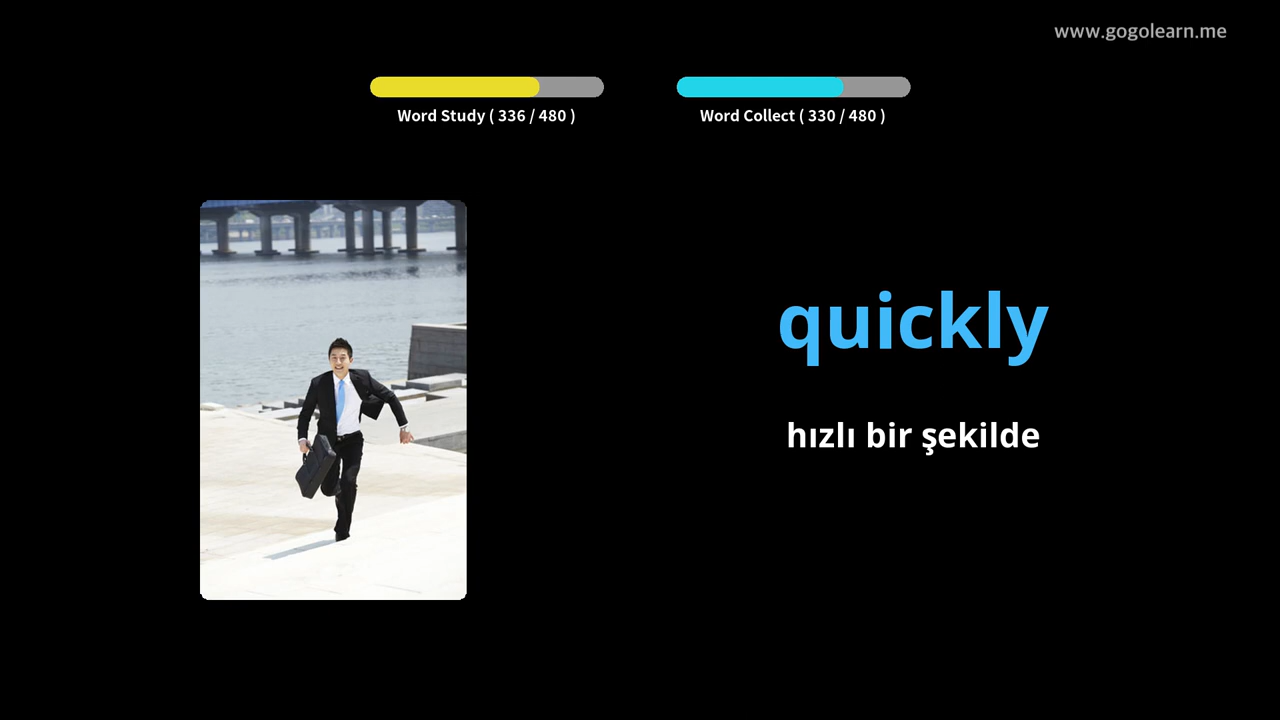 www.gogolearn.me
Word Study ( 336 / 480 )
Word Collect ( 330 / 480 )
quickly
hızlı bir şekilde